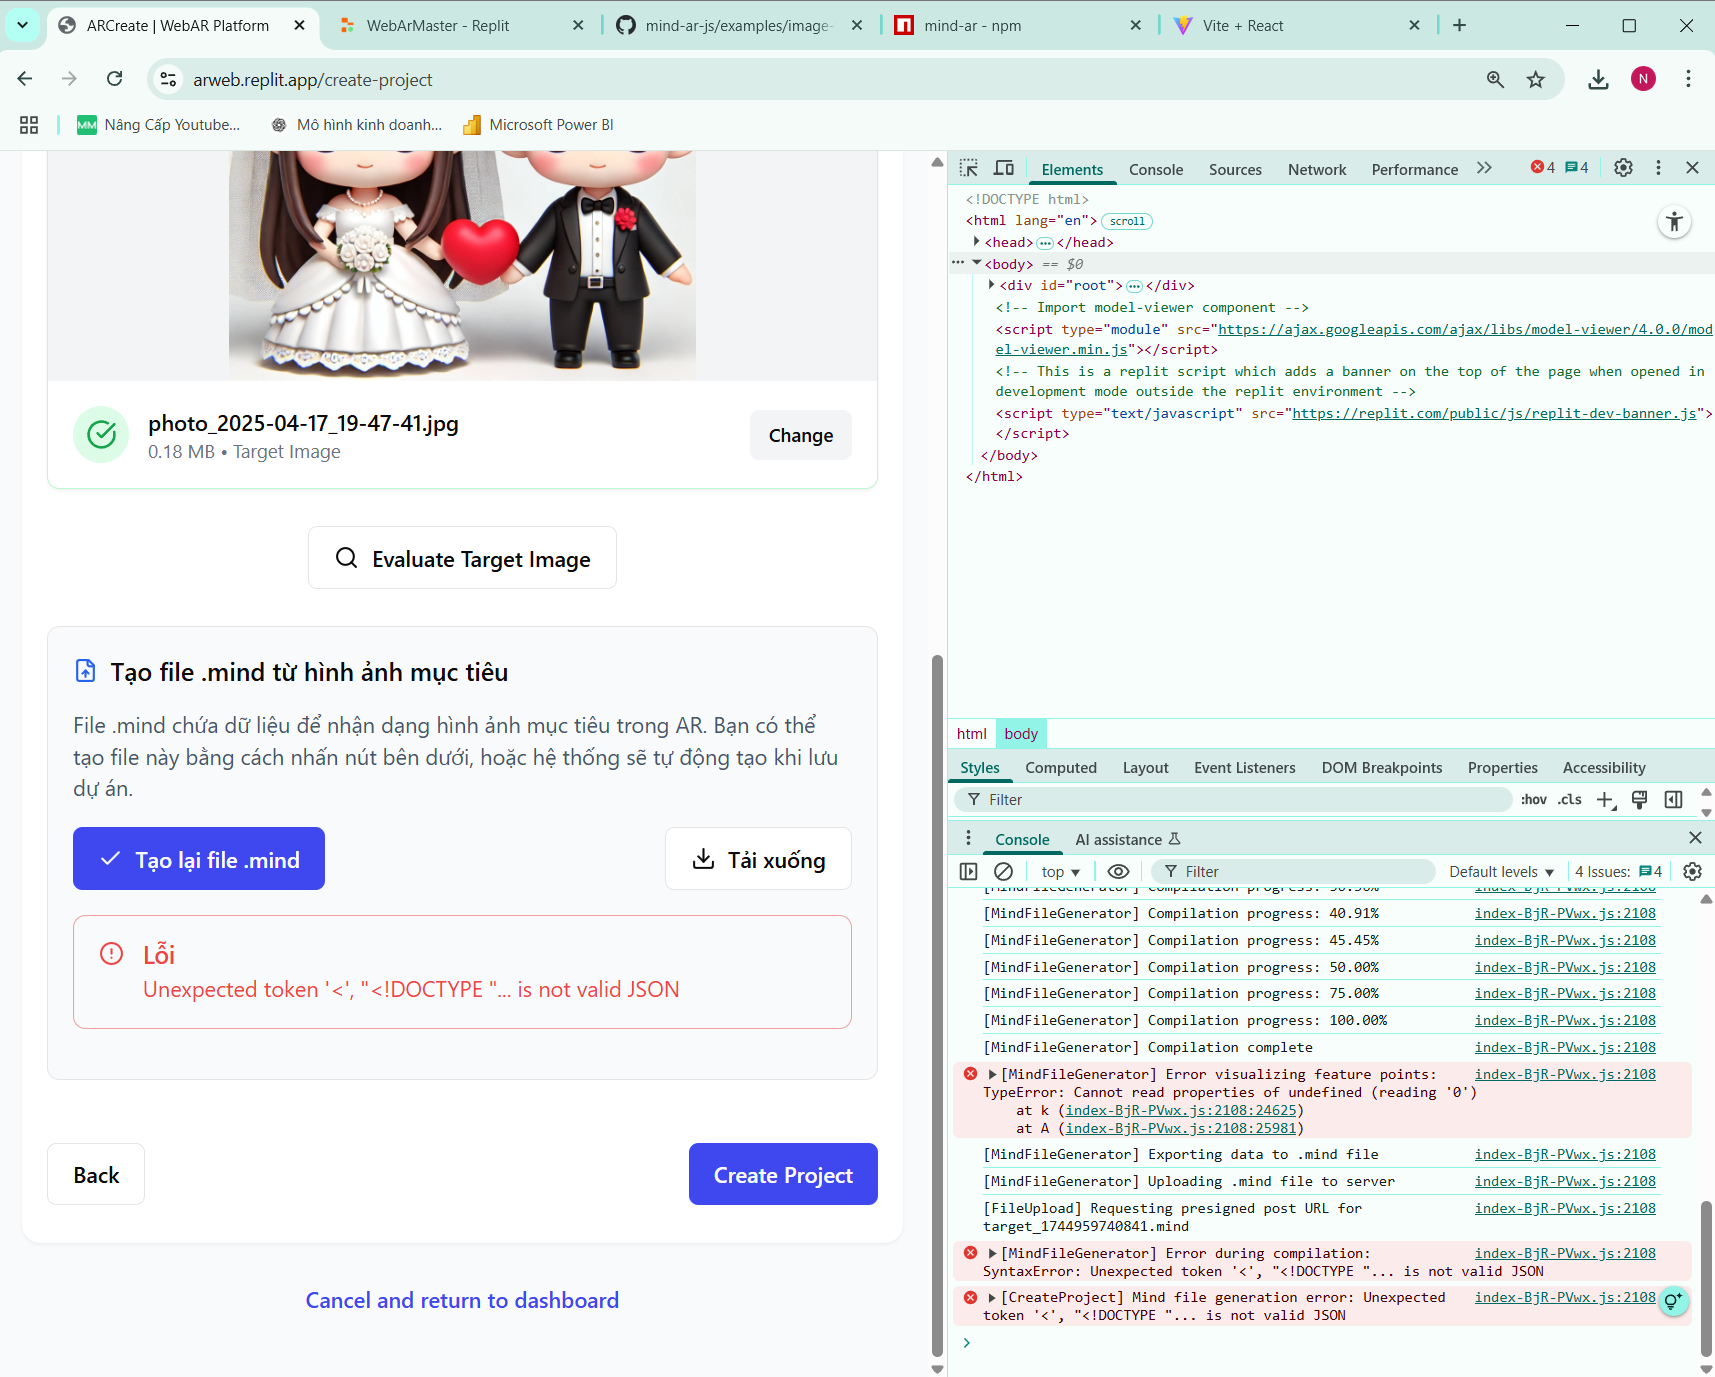 ARCreate | WebAR Platform
WebArMaster - Replit
mind-ar-js/examples/image-
mind-ar - npm
Vite + React
arweb.replit.app/create-project
N
MM Nâng Cấp Youtube...
Mô hình kinh doanh...
Microsoft Power BI
photo_2025-04-17_19-47-41.jpg
0.18 MB • Target Image
Change
Evaluate Target Image
Tạo file .mind từ hình ảnh mục tiêu
File .mind chứa dữ liệu để nhận dạng hình ảnh mục tiêu trong AR. Bạn có thể
tạo file này bằng cách nhấn nút bên dưới, hoặc hệ thống sẽ tự động tạo khi lưu
dự án.
Tạo lại file .mind
Tải xuống
Lỗi
Unexpected token '<', "<!DOCTYPE "... is not valid JSON
Back
Create Project
Cancel and return to dashboard
Elements
Console
Sources
Network
Performance
4
4
<!DOCTYPE html>
<html lang="en"> scroll
<head> ... </head>
... <body> == $0
<div id="root"> ... </div>
<!-- Import model-viewer component -->
<script type="module" src="https://ajax.googleapis.com/ajax/libs/model-viewer/4.0.0/mod
el-viewer.min.js"></script>
<!-- This is a replit script which adds a banner on the top of the page when opened in
development mode outside the replit environment -->
<script type="text/javascript" src="https://replit.com/public/js/replit-dev-banner.js">
</script>
</body>
</html>
html
body
Styles
Computed
Layout
Event Listeners
DOM Breakpoints
Properties
Accessibility
Filter
:hov .cls
Console
AI assistance
top
Filter
Default levels
4 Issues: 4
[MindFileGenerator] Compilation progress: 40.91% index-BjR-PVwx.js:2108
[MindFileGenerator] Compilation progress: 45.45% index-BjR-PVwx.js:2108
[MindFileGenerator] Compilation progress: 50.00% index-BjR-PVwx.js:2108
[MindFileGenerator] Compilation progress: 75.00% index-BjR-PVwx.js:2108
[MindFileGenerator] Compilation progress: 100.00% index-BjR-PVwx.js:2108
[MindFileGenerator] Compilation complete index-BjR-PVwx.js:2108
[MindFileGenerator] Error visualizing feature points: index-BjR-PVwx.js:2108
TypeError: Cannot read properties of undefined (reading '0')
at k (index-BjR-PVwx.js:2108:24625)
at A (index-BjR-PVwx.js:2108:25981)
[MindFileGenerator] Exporting data to .mind file index-BjR-PVwx.js:2108
[MindFileGenerator] Uploading .mind file to server index-BjR-PVwx.js:2108
[FileUpload] Requesting presigned post URL for index-BjR-PVwx.js:2108
target_1744959740841.mind
[MindFileGenerator] Error during compilation: index-BjR-PVwx.js:2108
SyntaxError: Unexpected token '<', "<!DOCTYPE "... is not valid JSON
[CreateProject] Mind file generation error: Unexpected index-BjR-PVwx.js:2108
token '<', "<!DOCTYPE "... is not valid JSON